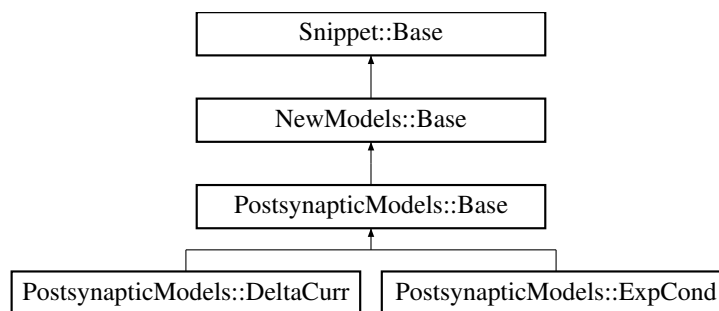 Snippet::Base
NewModels::Base
PostsynapticModels::Base
PostsynapticModels::DeltaCurr
PostsynapticModels::ExpCond